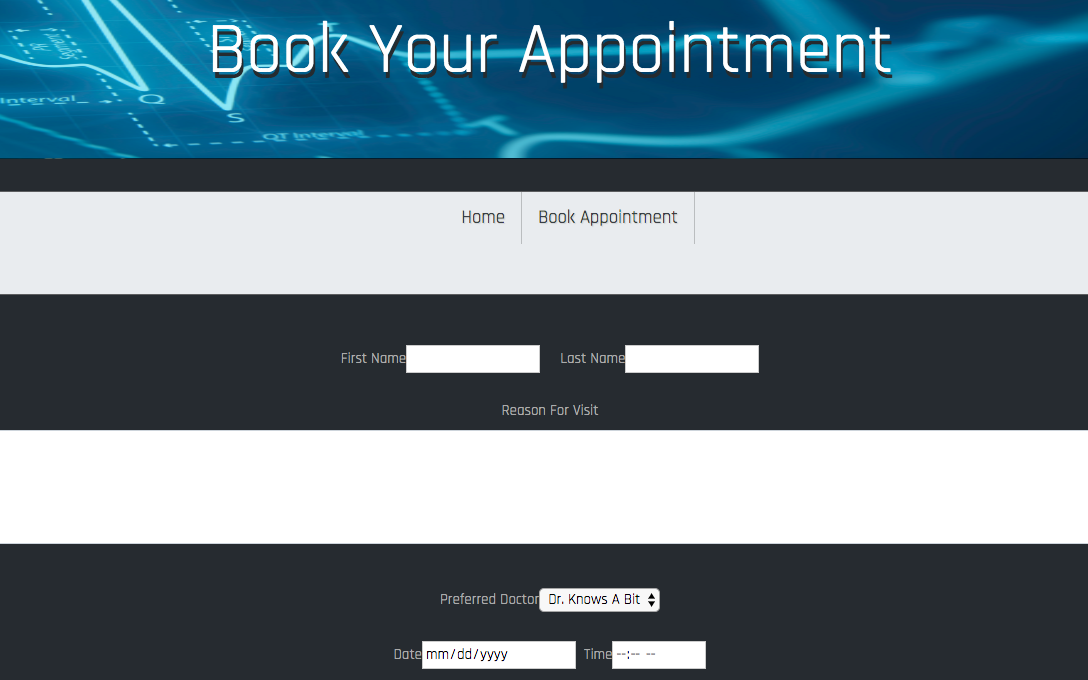 Book Your Appointment
Interval
Q
S
QT Interval
Home
Book Appointment
First Name
Last Name
Reason For Visit
Preferred Doctor Dr. Knows A Bit
Date mm/dd/yyyy Time --:-- --